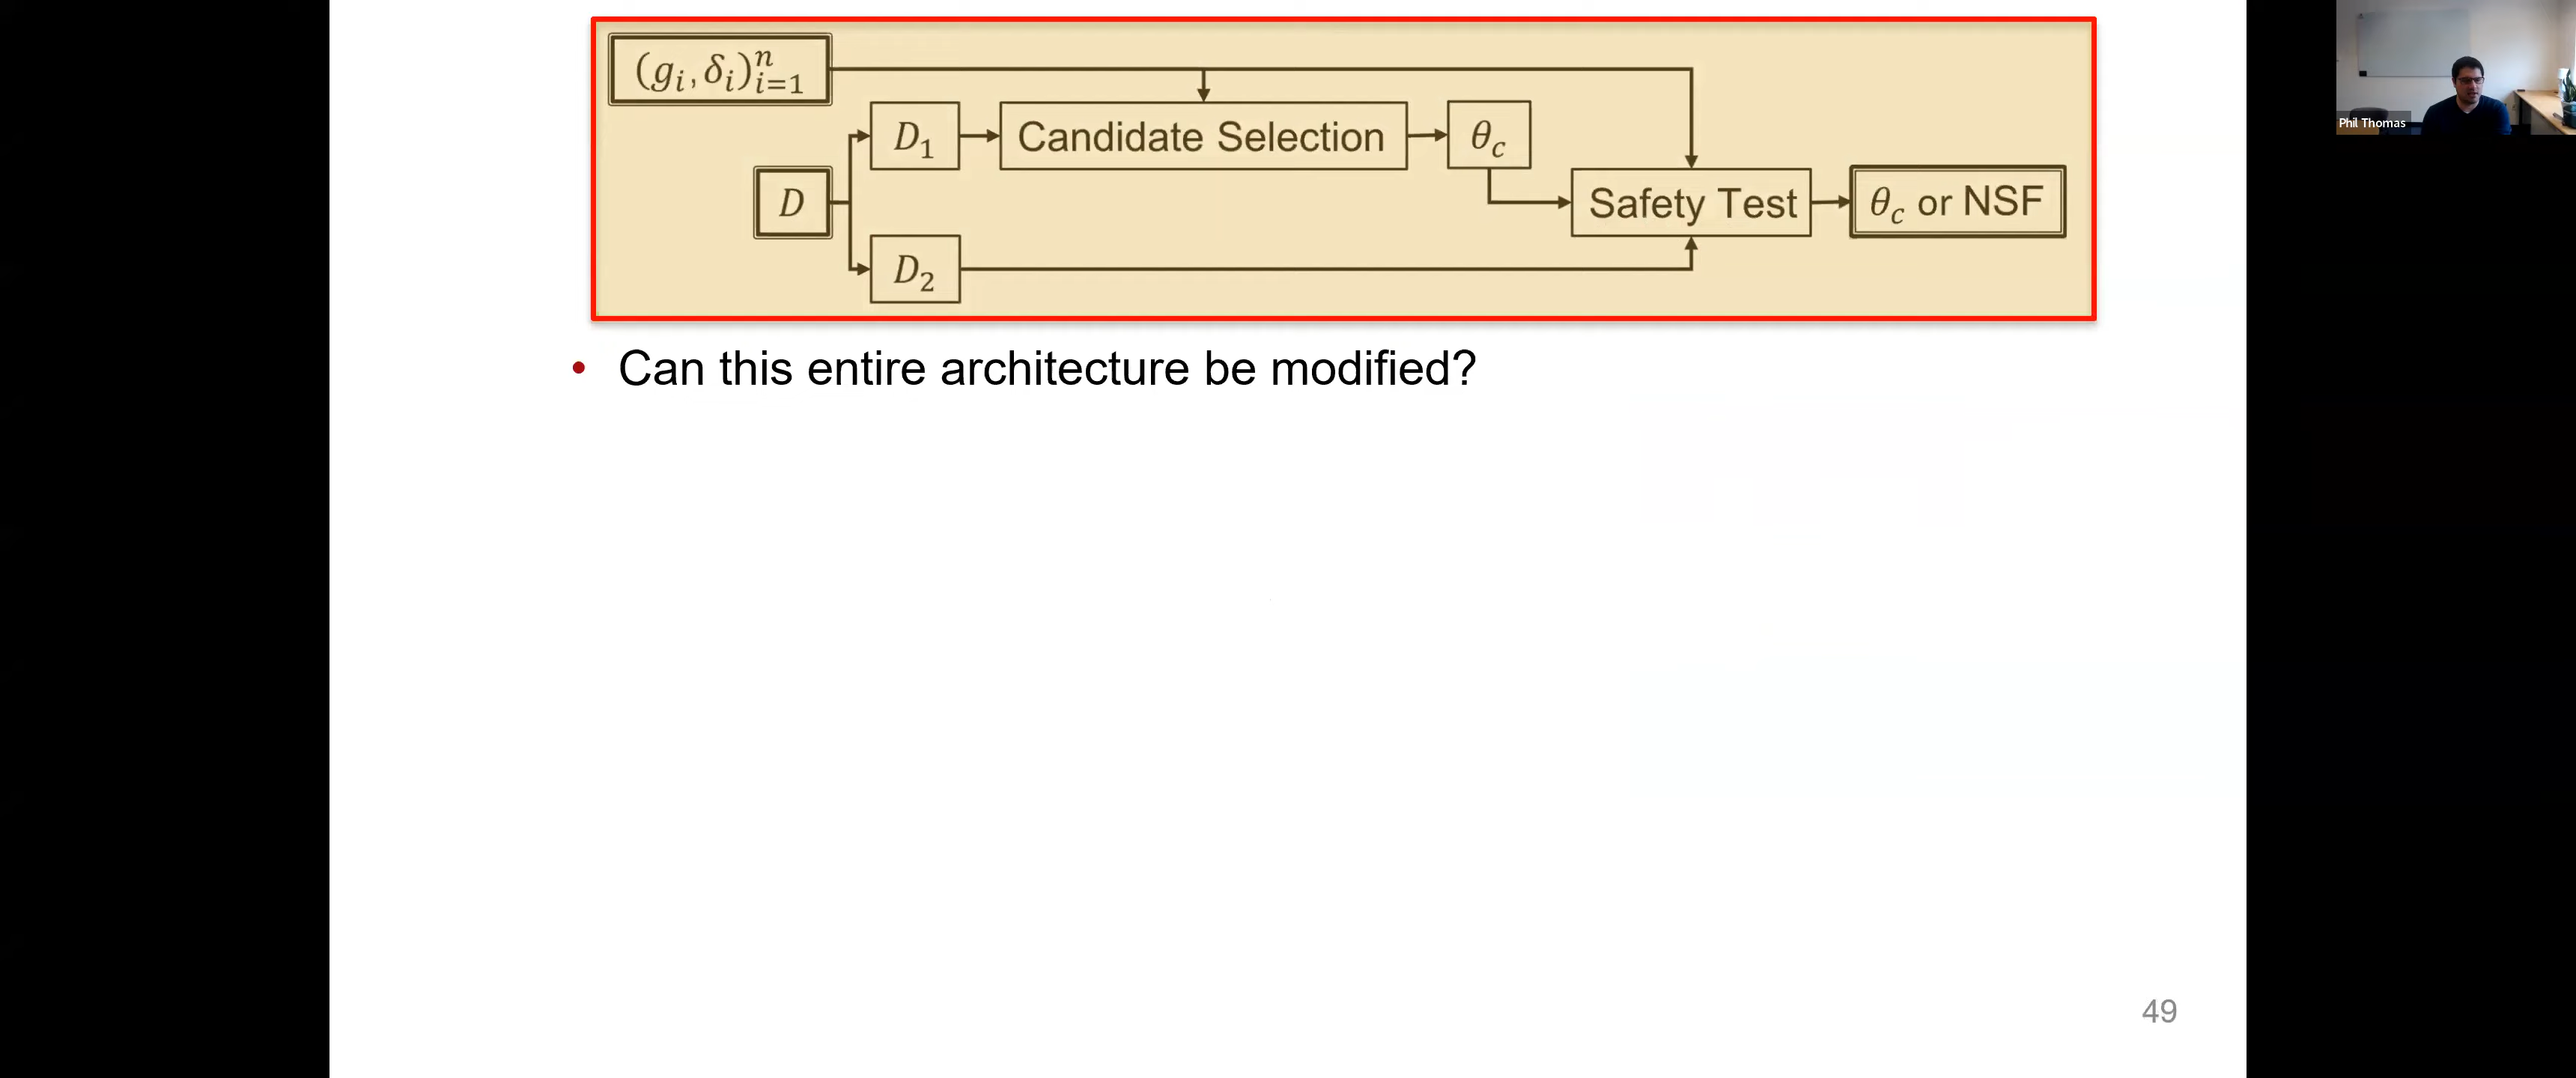 (g_i, δ_i)_{i=1}^n
D_1
Candidate Selection
θ_c
D
Safety Test
θ_c or NSF
D_2
• Can this entire architecture be modified?
49
Phil Thomas